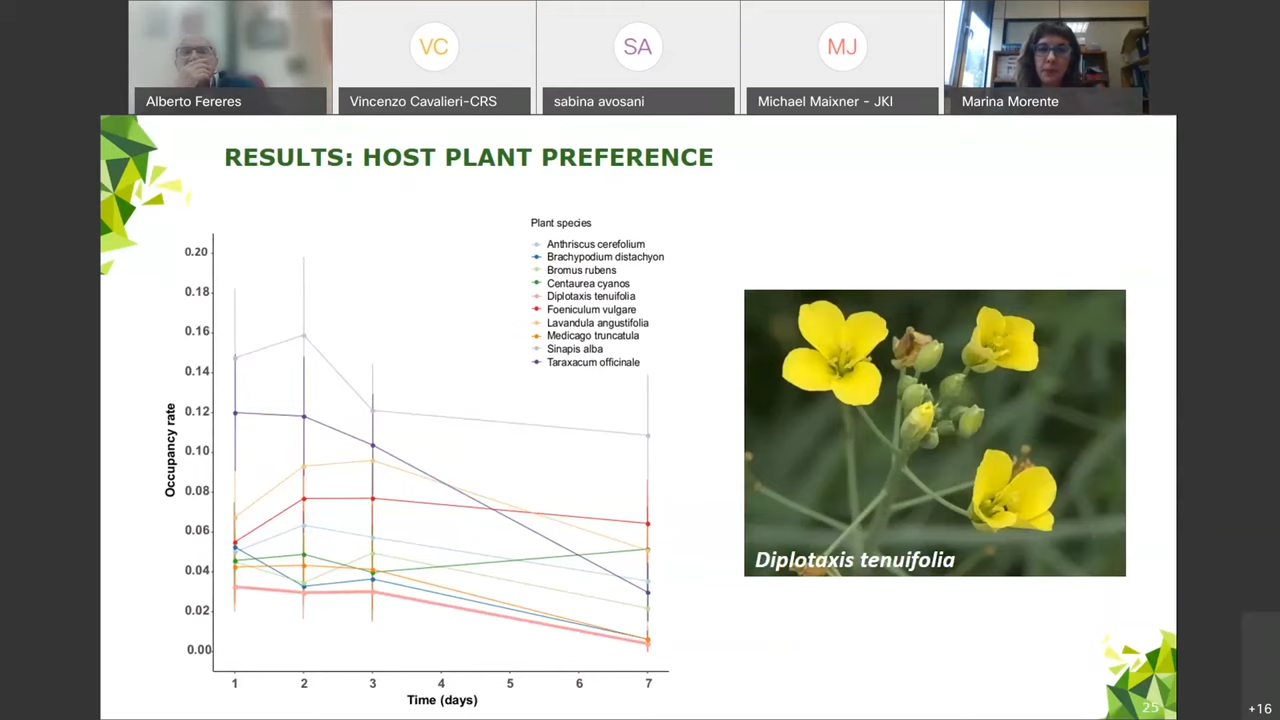 VC
SA
MJ
Alberto Fereres
Vincenzo Cavalieri-CRS
sabina avosani
Michael Maixner - JKI
Marina Morente
RESULTS: HOST PLANT PREFERENCE
Plant species
Anthriscus cerefolium
Brachypodium distachyon
Bromus rubens
Centaurea cyanos
Diplotaxis tenuifolia
Foeniculum vulgare
Lavandula angustifolia
Medicago truncatula
Sinapis alba
Taraxacum officinale
Occupancy rate
0.20
0.18
0.16
0.14
0.12
0.10
0.08
0.06
0.04
0.02
0.00
1 2 3 4 5 6 7
Time (days)
Diplotaxis tenuifolia
25
+16